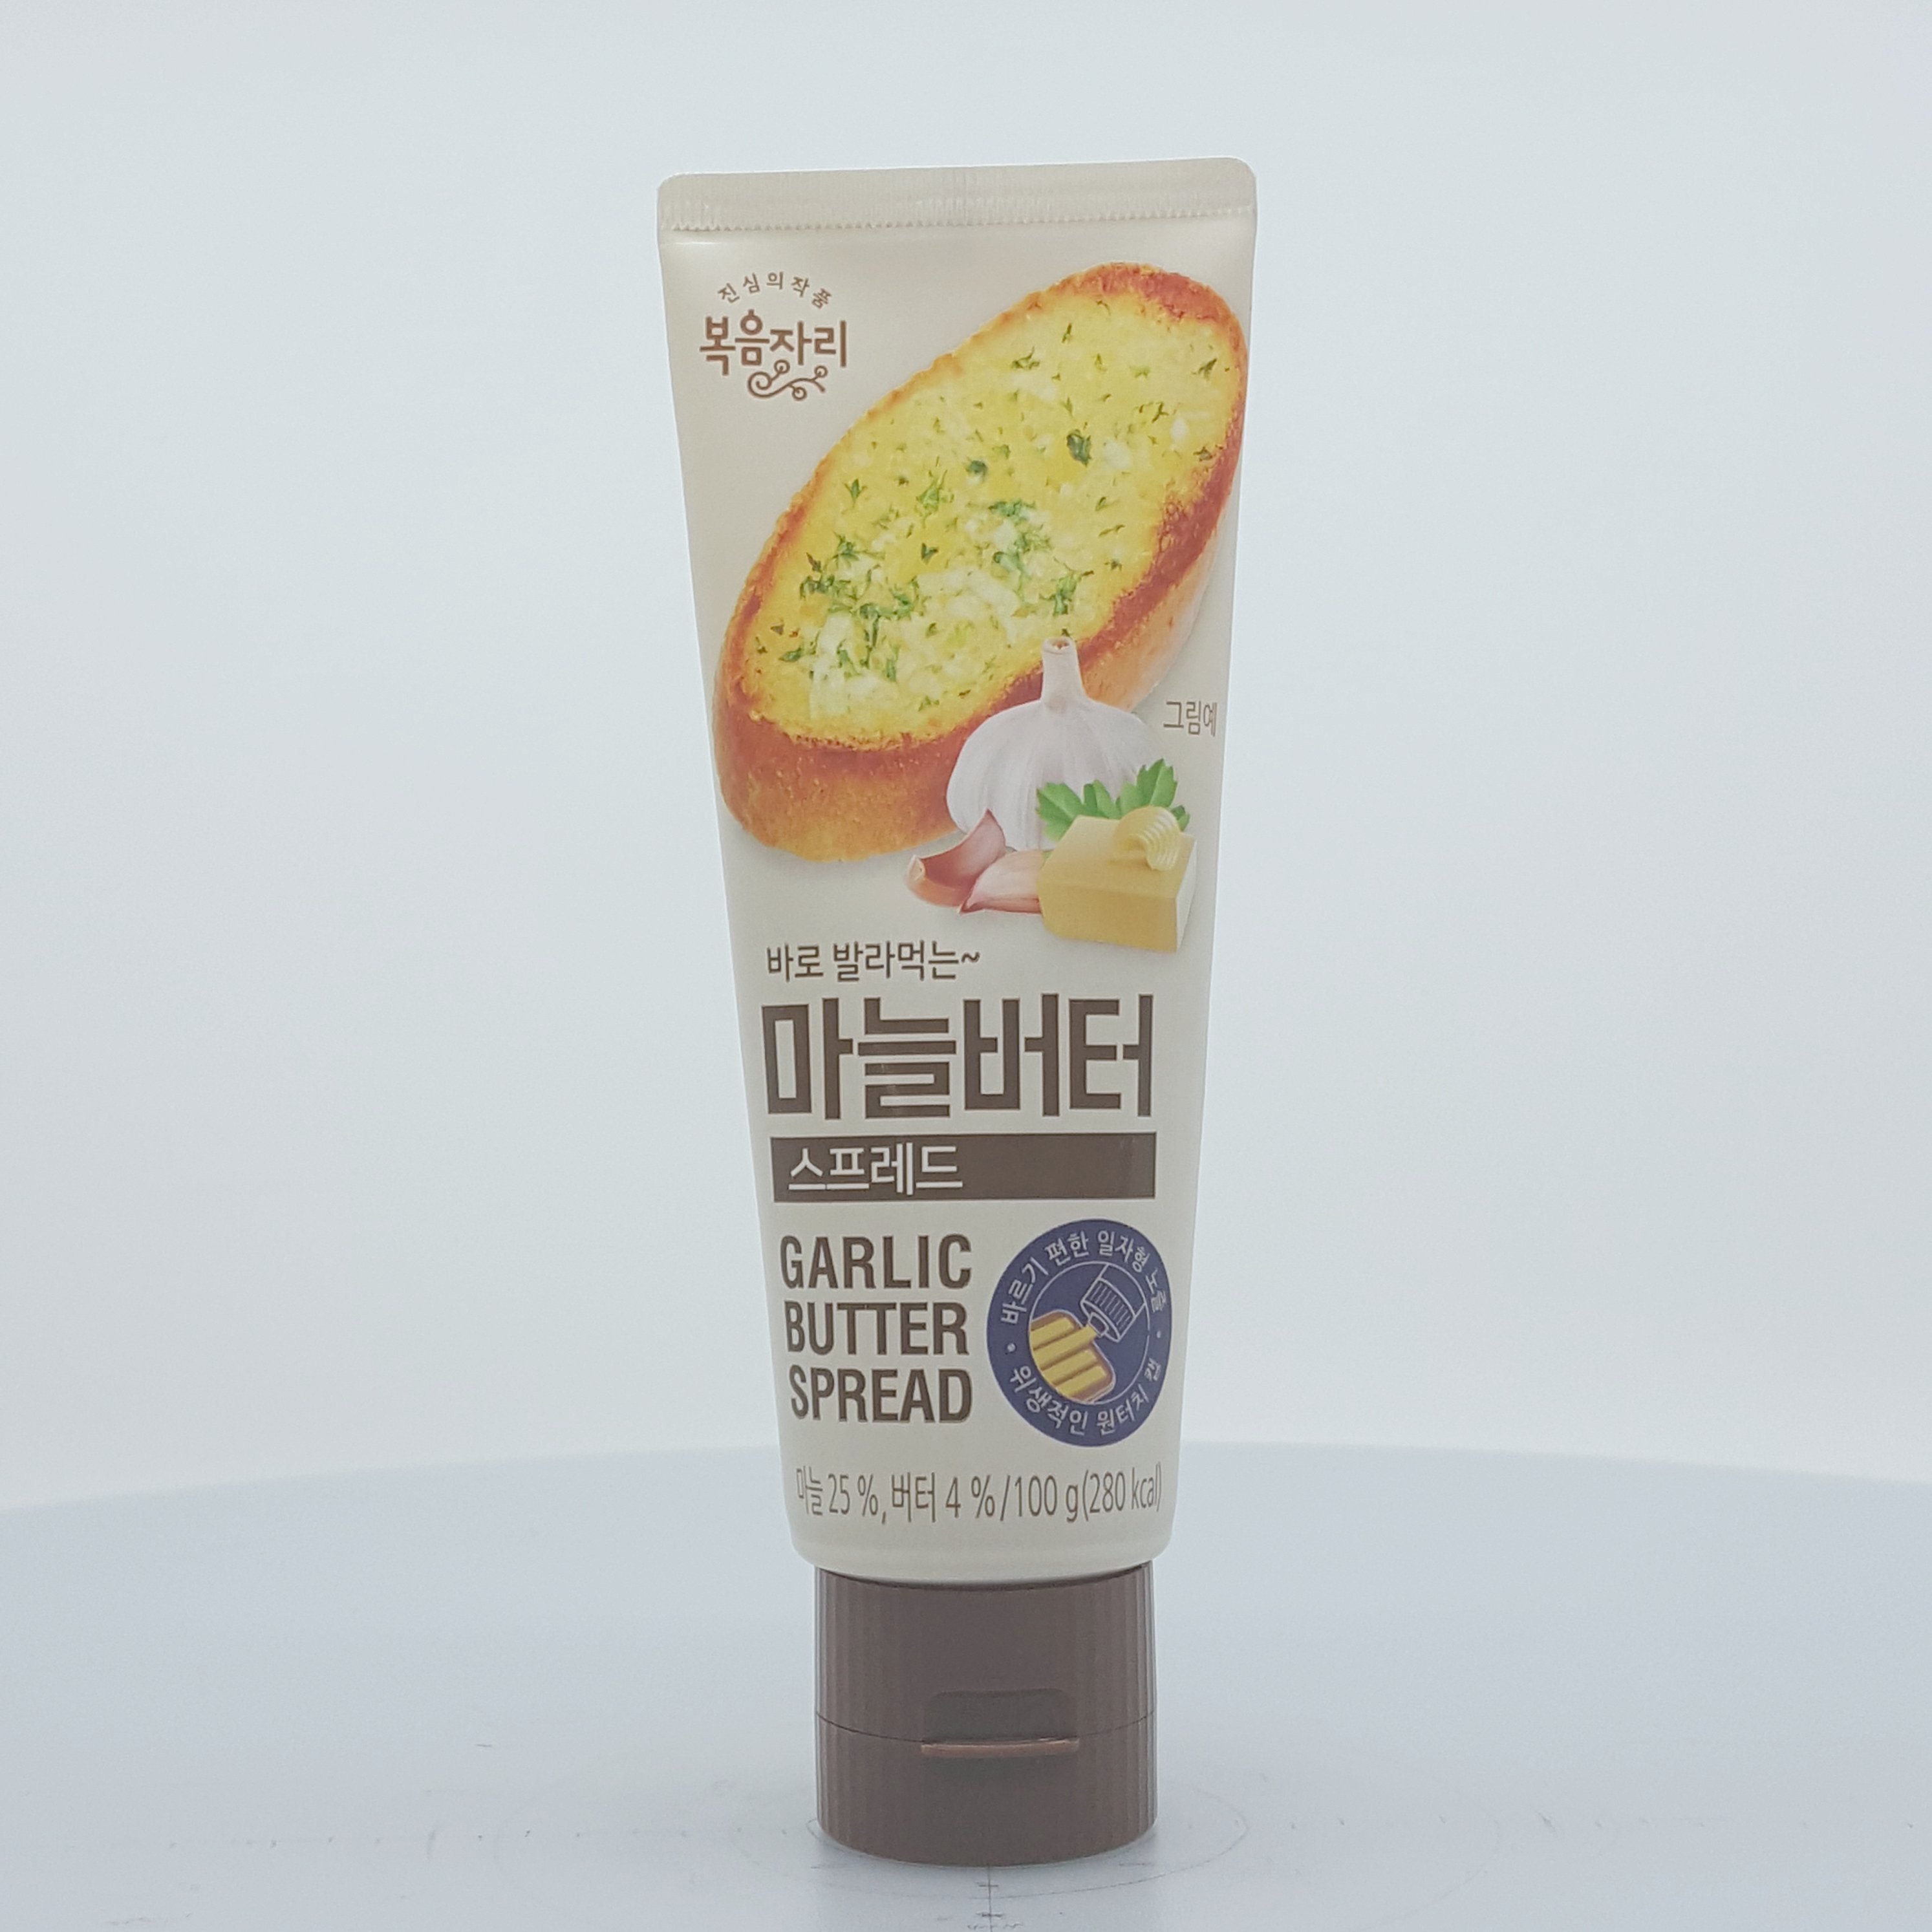 진심의작품
복음자리
그림예
바로 발라먹는~
마늘버터
스프레드
GARLIC
BUTTER
SPREAD
바르기 편한 일자형 노즐
위생적인 원터치 캡
마늘 25 %, 버터 4 % / 100 g(280 kcal)